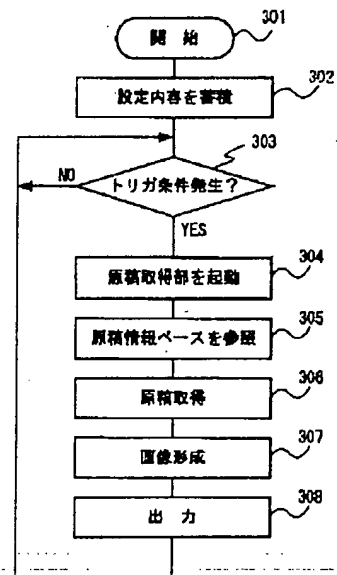 開 始
301
設定内容を蓄積
302
303
NO
トリガ条件発生?
YES
304
原稿取得部を起動
305
原稿情報ベースを参照
306
原稿取得
307
画像形成
308
出 力